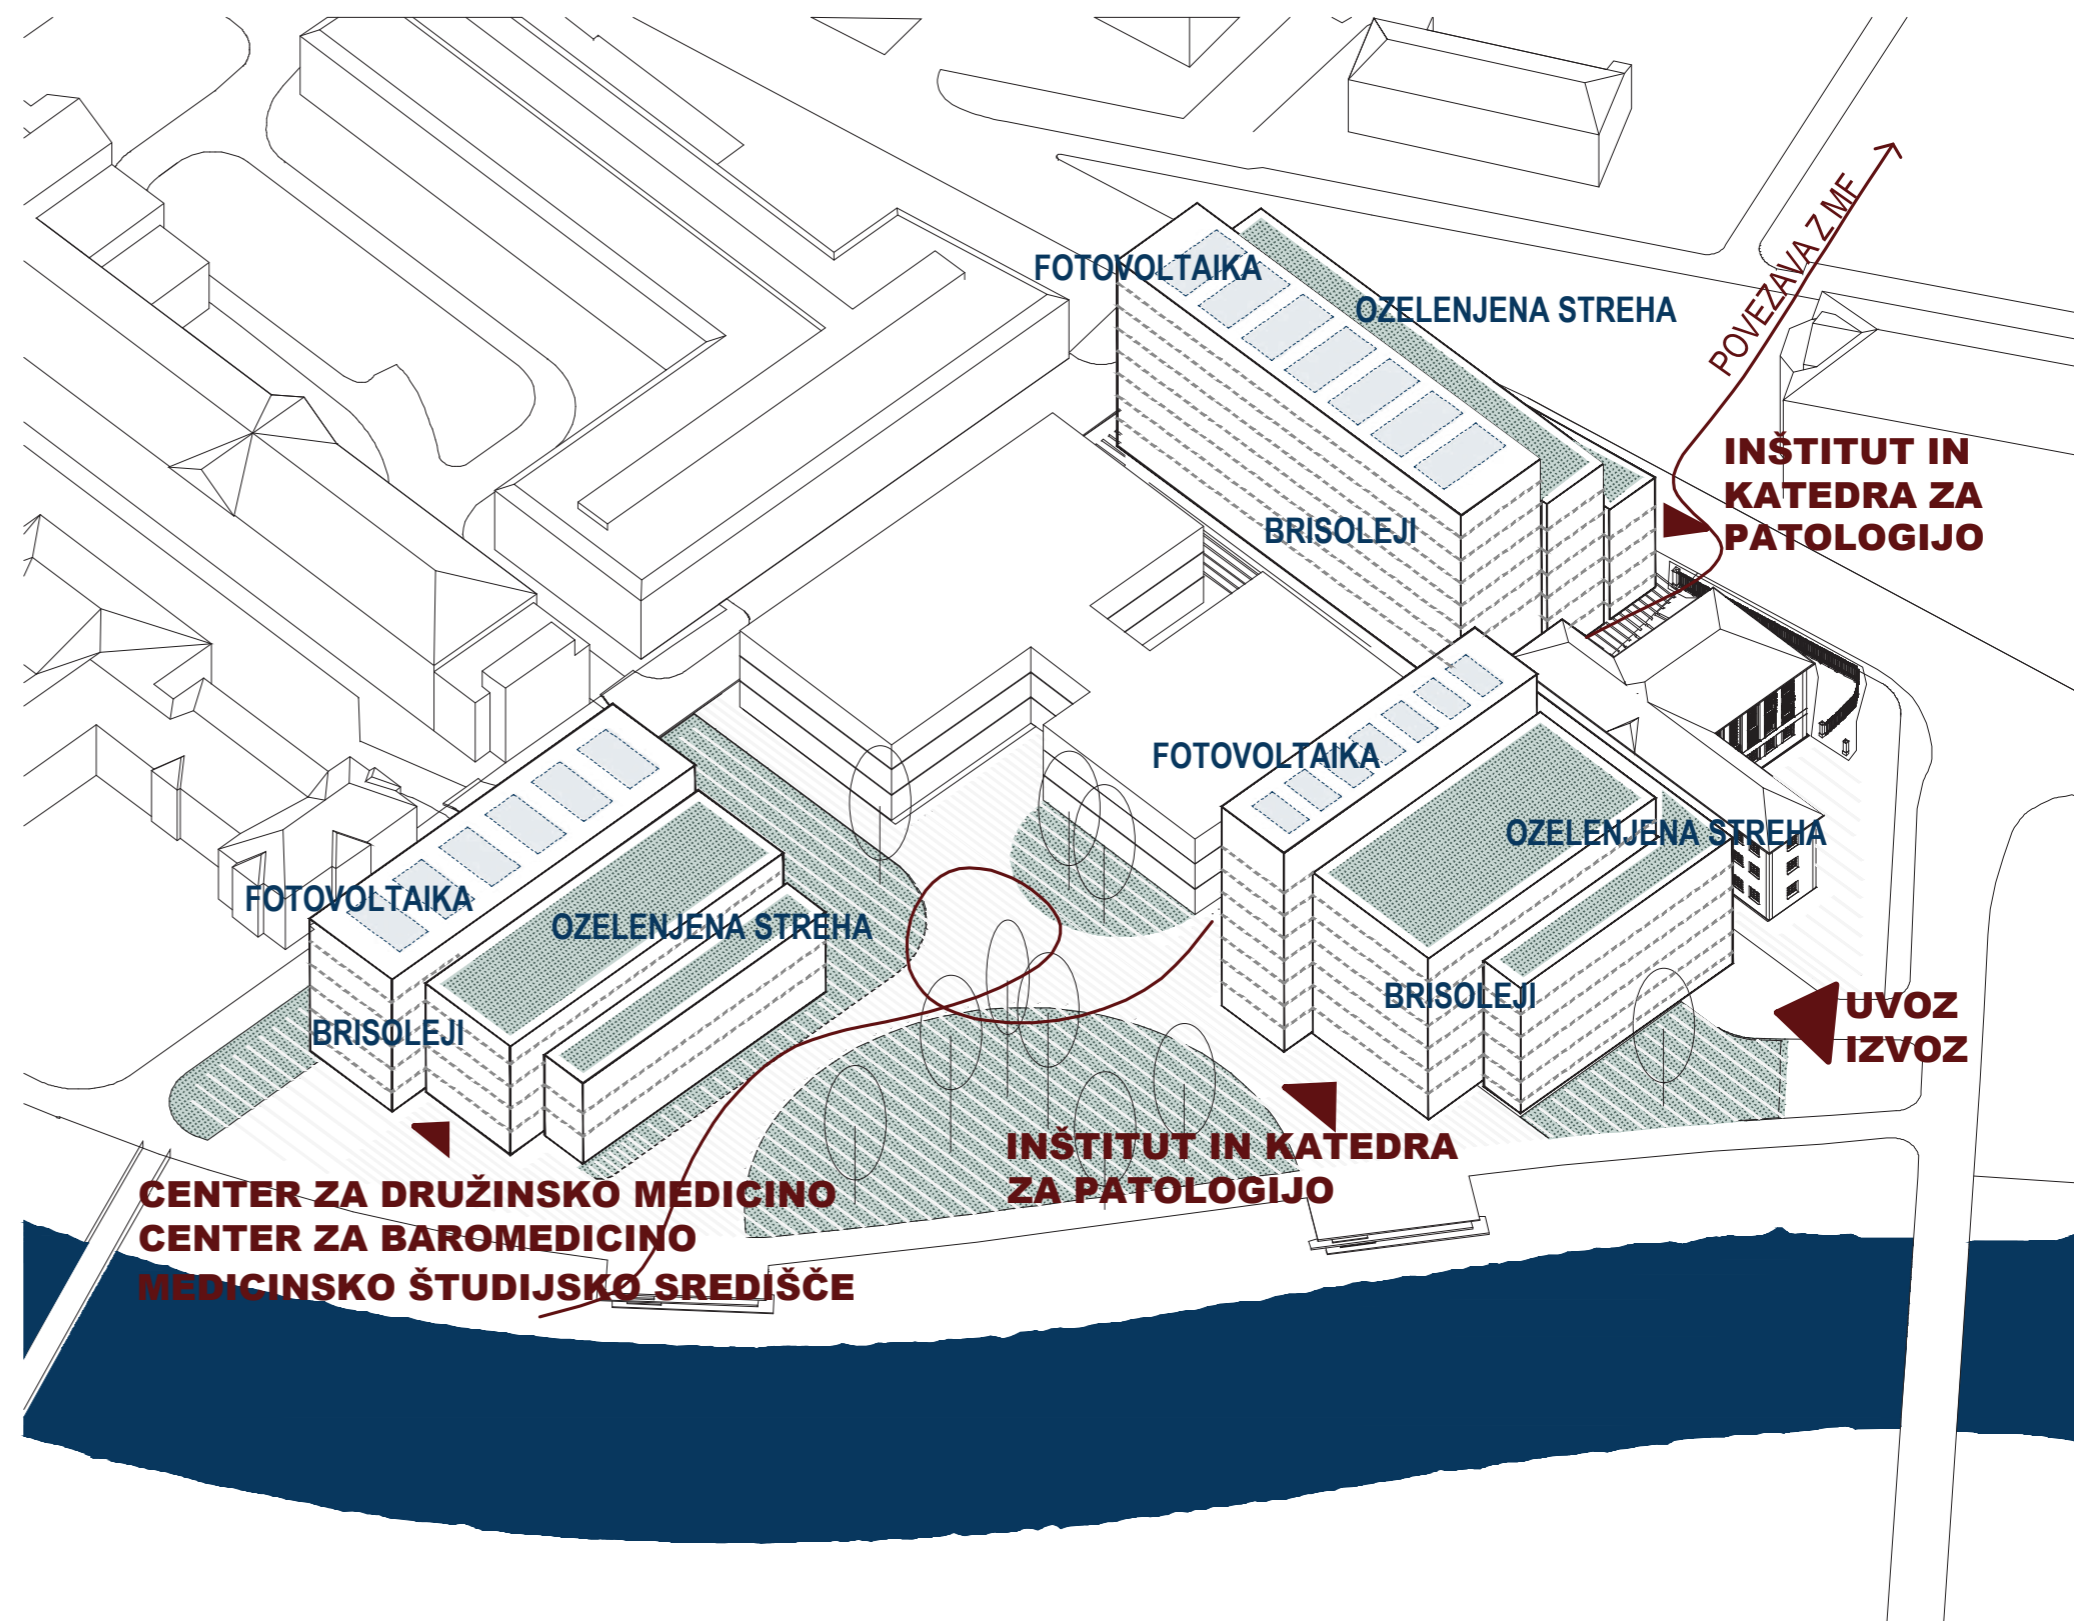 FOTOVOLTAIKA
OZELENJENA STREHA
POVEZAVA Z MF
INŠTITUT IN
KATEDRA ZA
PATOLOGIJO
BRISOLEJI
FOTOVOLTAIKA
OZELENJENA STREHA
FOTOVOLTAIKA
OZELENJENA STREHA
BRISOLEJI
BRISOLEJI
UVOZ
IZVOZ
INŠTITUT IN KATEDRA
ZA PATOLOGIJO
CENTER ZA DRUŽINSKO MEDICINO
CENTER ZA BAROMEDICINO
MEDICINSKO ŠTUDIJSKO SREDIŠČE